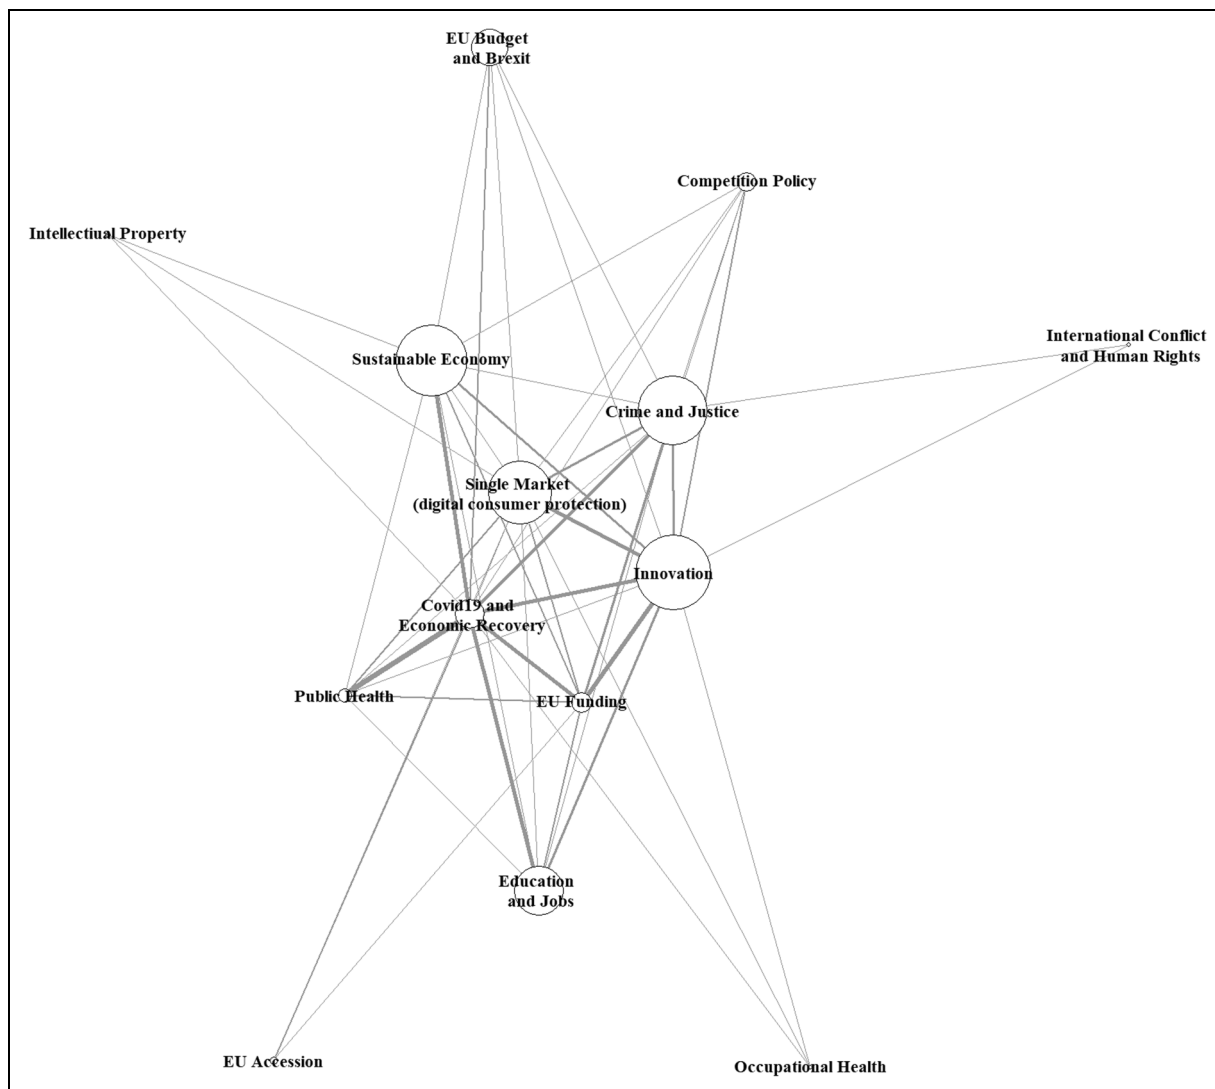 EU Budget
and Brexit
Competition Policy
Intellectiual Property
International Conflict
and Human Rights
Sustainable Economy
Crime and Justice
Single Market
(digital consumer protection)
Innovation
Covid19 and
Economic Recovery
Public Health
EU Funding
Education
and Jobs
EU Accession
Occupational Health